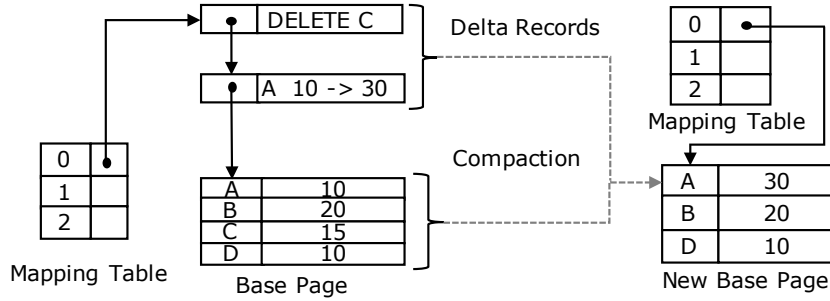 DELETE C
Delta Records
A 10 -> 30
0
1
2
Mapping Table
0
1
2
Mapping Table
Compaction
A 10
B 20
C 15
D 10
Base Page
A 30
B 20
D 10
New Base Page